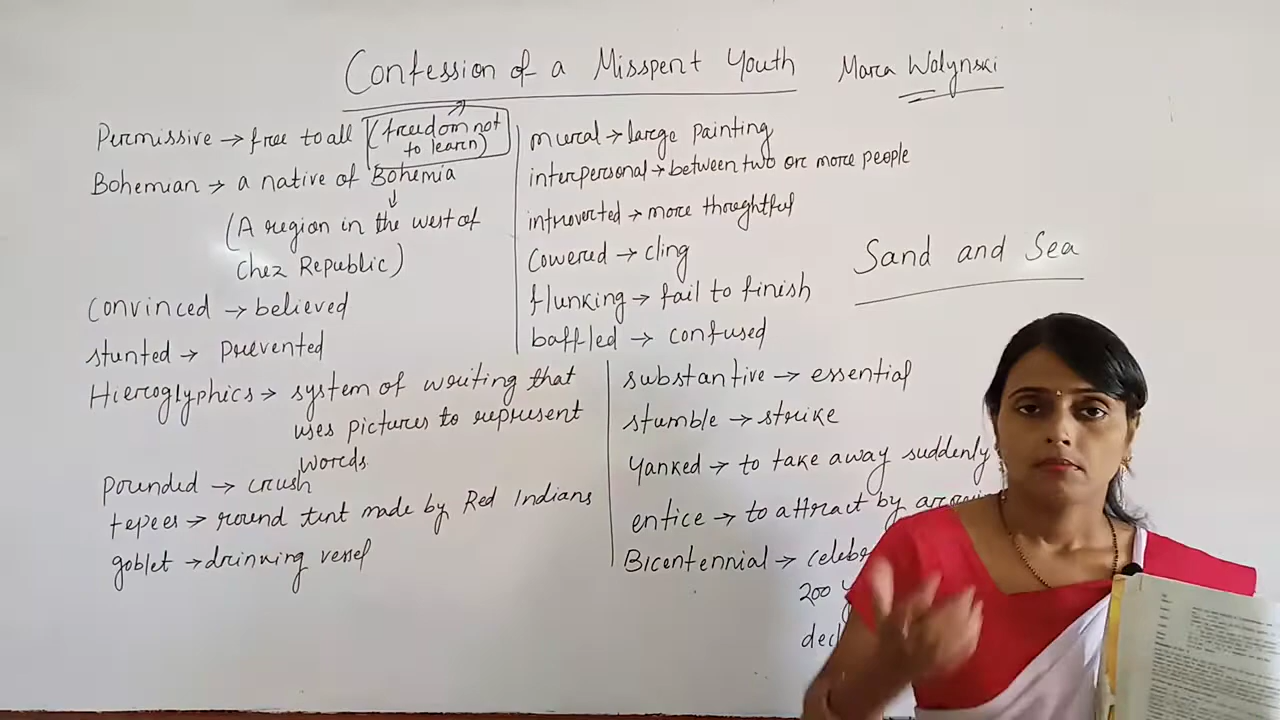 Confession of a Misspent Youth
Mara Wolynski
Permissive → free to all (freedom not
to learn)
Bohemian → a native of Bohemia
(A region in the west of
Chez Republic)
Convinced → believed
stunted → prevented
Hieroglyphics → system of writing that
uses pictures to represent
words
pounded → crush
tepees → round tent made by Red Indians
goblet → drinking vessel
mural → large painting
interpersonal → between two or more people
introverted → more thoughtful
Cowered → cling
flunking → fail to finish
baffled → confused
Sand and Sea
substantive → essential
stumble → strike
Yanked → to take away suddenly
entice → to attract by
Bicentennial →
200